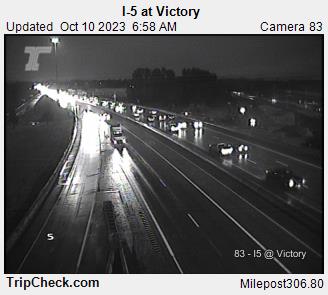 I-5 at Victory
Updated Oct 10 2023 6:58 AM Camera 83
T
S
83 - I5 @ Victory
TripCheck.com Milepost306.80